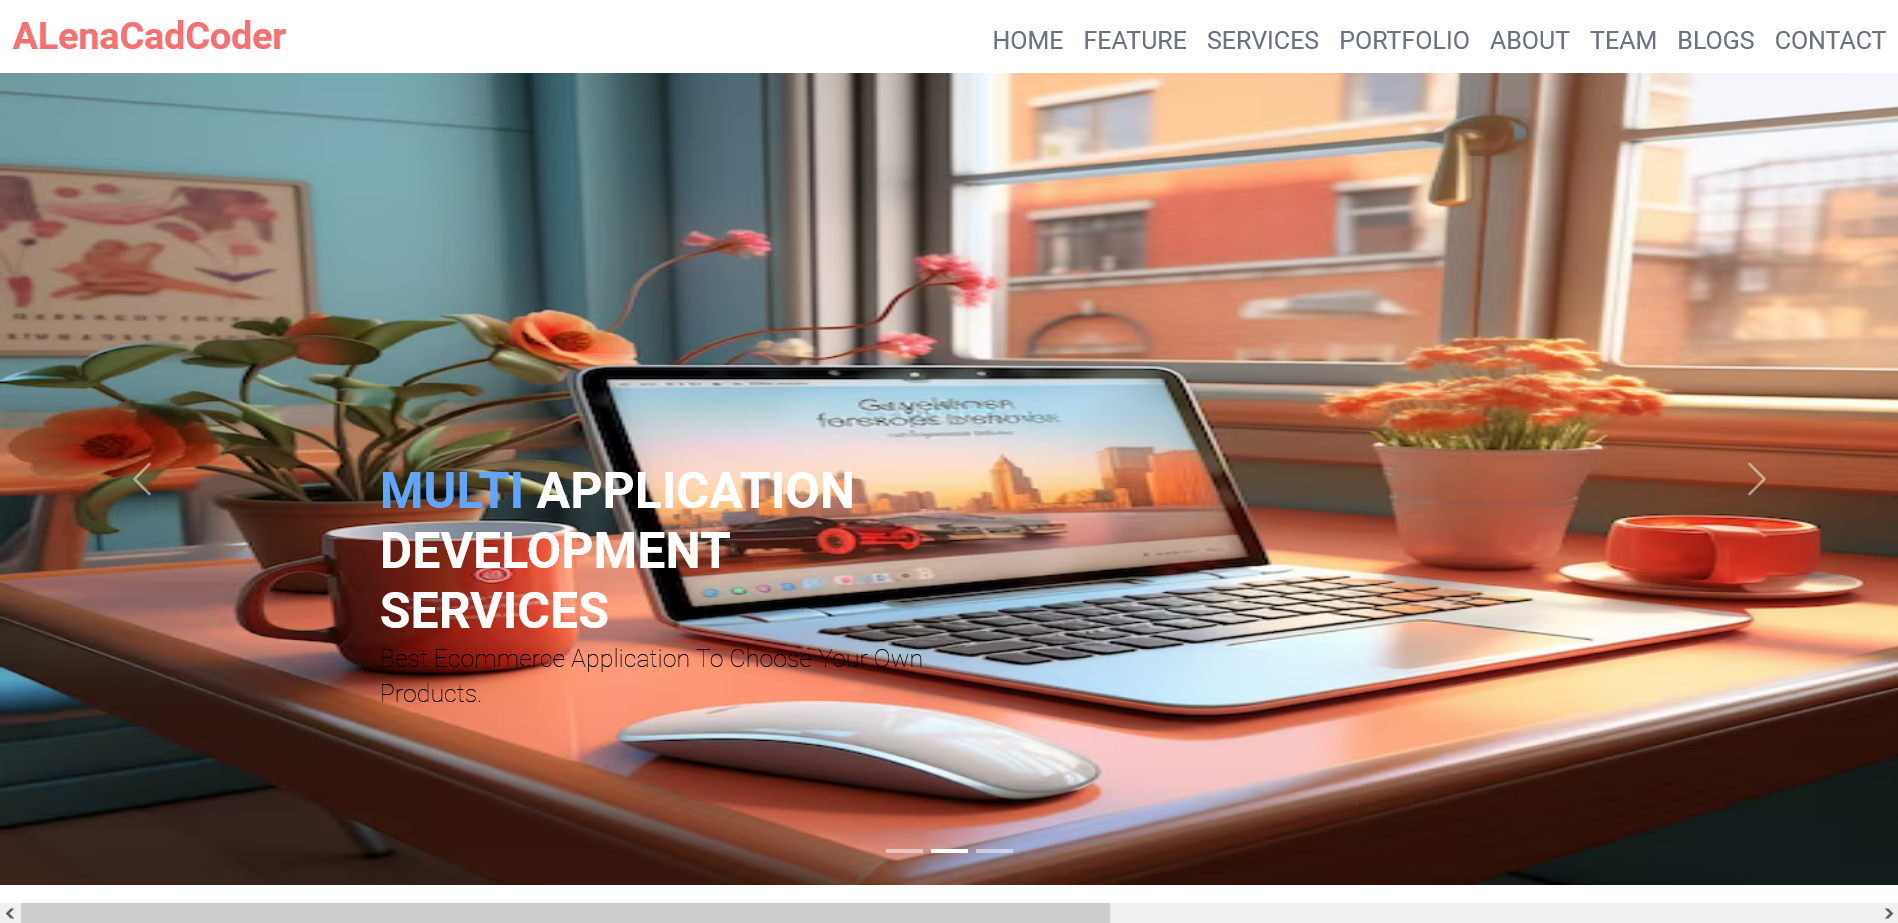 ALenaCadCoder
HOME FEATURE SERVICES PORTFOLIO ABOUT TEAM BLOGS CONTACT
MULTI APPLICATION
DEVELOPMENT
SERVICES
Best Ecommerce Application To Choose Your Own
Products.